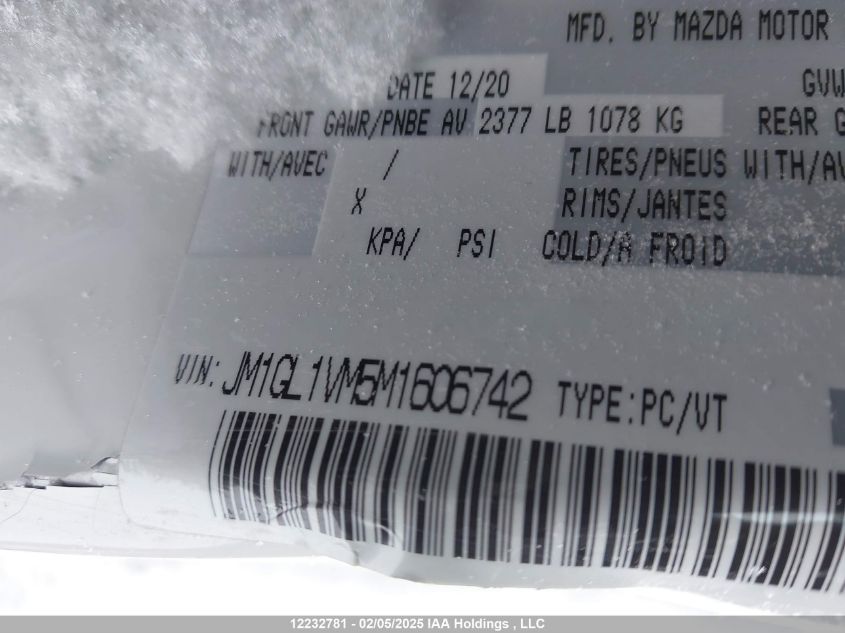 MFD. BY MAZDA MOTOR
DATE 12/20 GVW
FRONT GAWR/PNBE AV 2377 LB 1078 KG REAR G
WITH/AVEC / TIRES/PNEUS WITH/AV
X RIMS/JANTES
KPA/ PSI COLD/A FROID
VIN: JM1GL1VM5M1606742 TYPE:PC/VT
12232781 - 02/05/2025 IAA Holdings , LLC